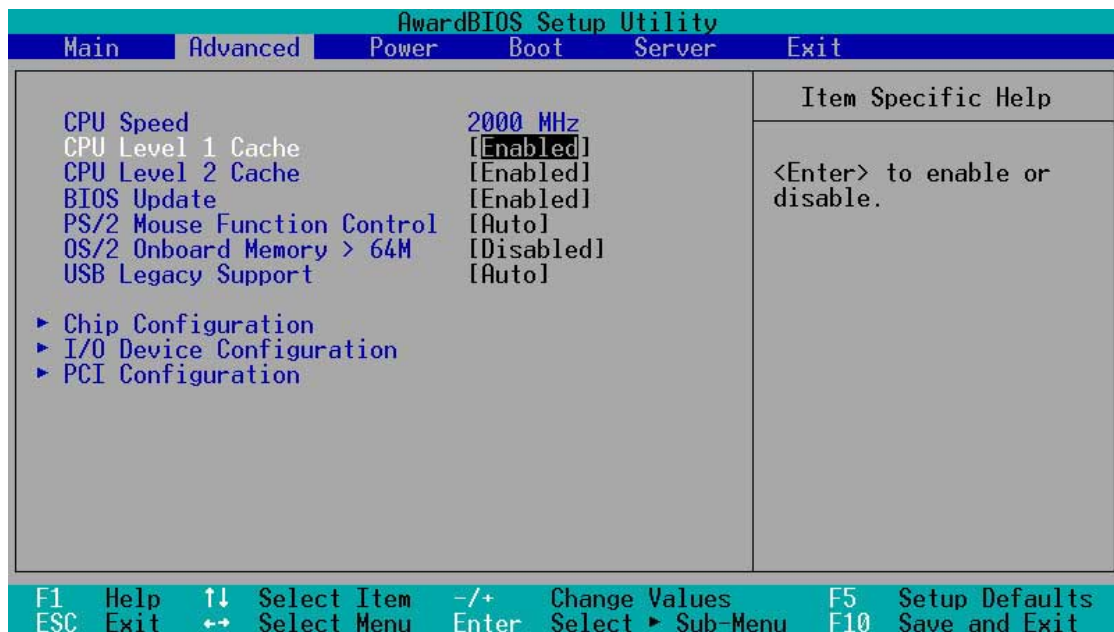 AwardBIOS Setup Utility
Main Advanced Power Boot Server Exit
CPU Speed 2000 MHz
CPU Level 1 Cache [Enabled]
CPU Level 2 Cache [Enabled]
BIOS Update [Enabled]
PS/2 Mouse Function Control [Auto]
OS/2 Onboard Memory > 64M [Disabled]
USB Legacy Support [Auto]
▸ Chip Configuration
▸ I/O Device Configuration
▸ PCI Configuration
Item Specific Help
<Enter> to enable or
disable.
F1 Help ↑↓ Select Item -/+ Change Values F5 Setup Defaults
ESC Exit ←→ Select Menu Enter Select ▸ Sub-Menu F10 Save and Exit